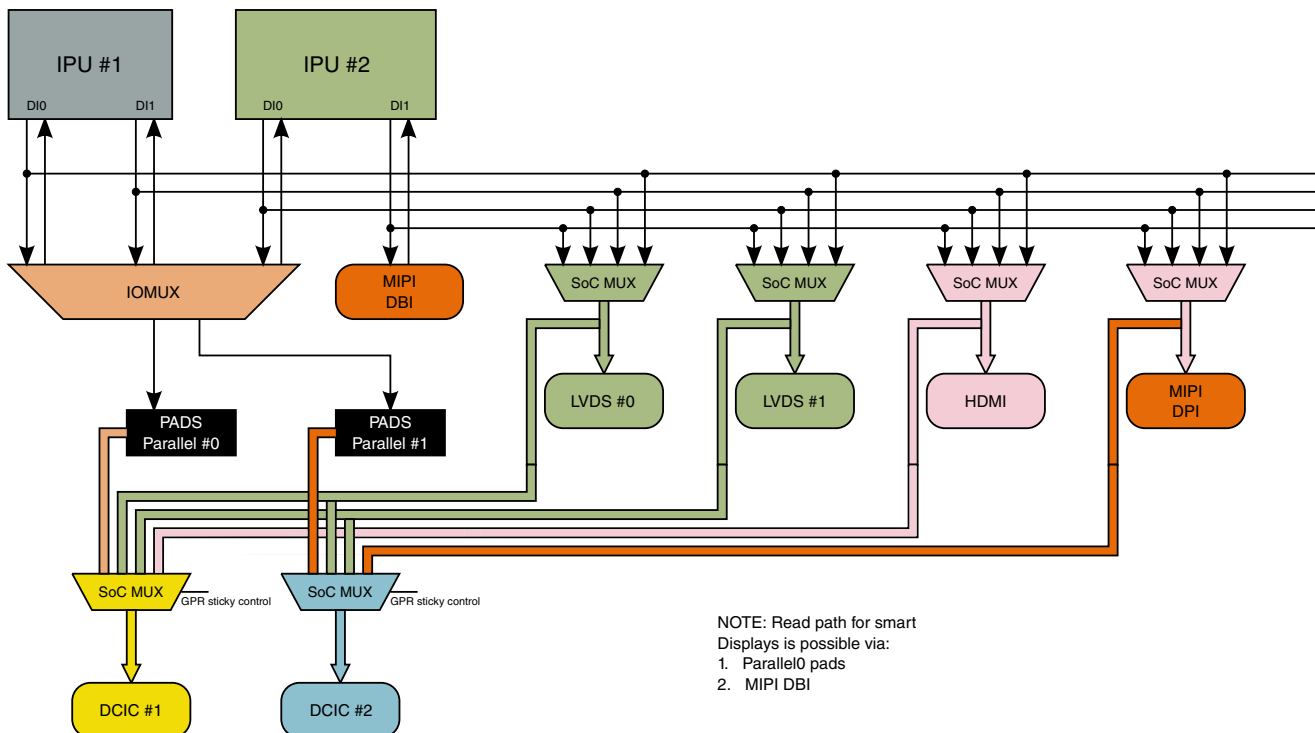 IPU #1
IPU #2
DI0
DI1
DI0
DI1
IOMUX
MIPI
DBI
SoC MUX
SoC MUX
SoC MUX
SoC MUX
LVDS #0
LVDS #1
HDMI
MIPI
DPI
PADS
Parallel #0
PADS
Parallel #1
SoC MUX
GPR sticky control
SoC MUX
GPR sticky control
DCIC #1
DCIC #2
NOTE: Read path for smart
Displays is possible via:
1. Parallel0 pads
2. MIPI DBI